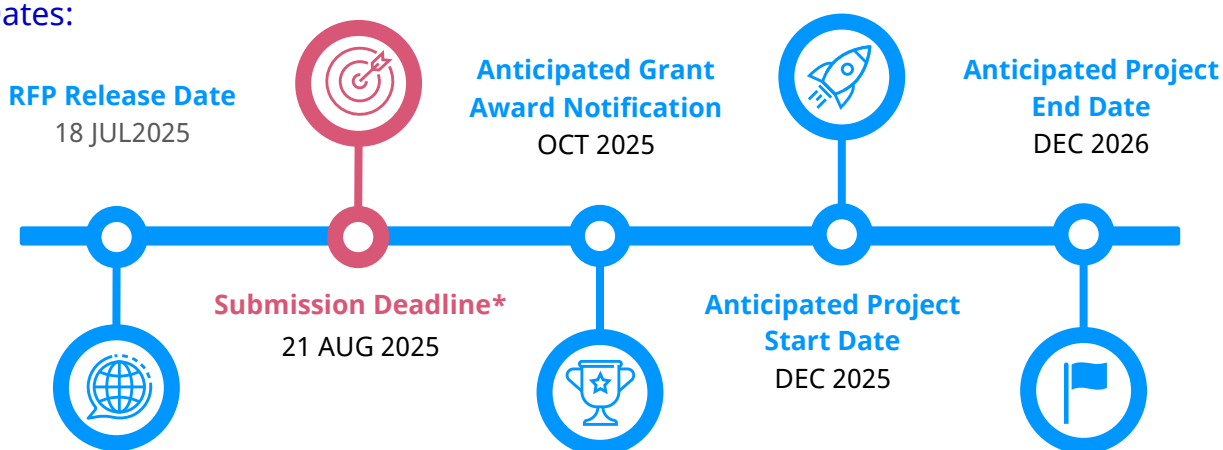 RFP Release Date
18 JUL2025
Submission Deadline*
21 AUG 2025
Anticipated Grant
Award Notification
OCT 2025
Anticipated Project
Start Date
DEC 2025
Anticipated Project
End Date
DEC 2026